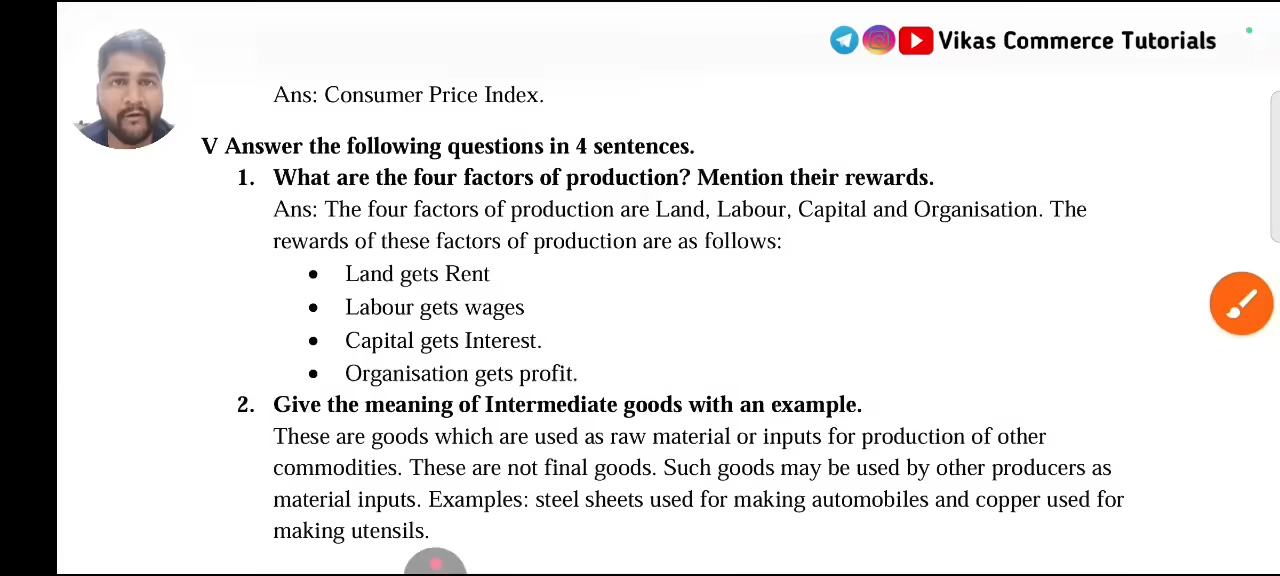 Vikas Commerce Tutorials
Ans: Consumer Price Index.
V Answer the following questions in 4 sentences.
1. What are the four factors of production? Mention their rewards.
Ans: The four factors of production are Land, Labour, Capital and Organisation. The
rewards of these factors of production are as follows:
• Land gets Rent
• Labour gets wages
• Capital gets Interest.
• Organisation gets profit.
2. Give the meaning of Intermediate goods with an example.
These are goods which are used as raw material or inputs for production of other
commodities. These are not final goods. Such goods may be used by other producers as
material inputs. Examples: steel sheets used for making automobiles and copper used for
making utensils.